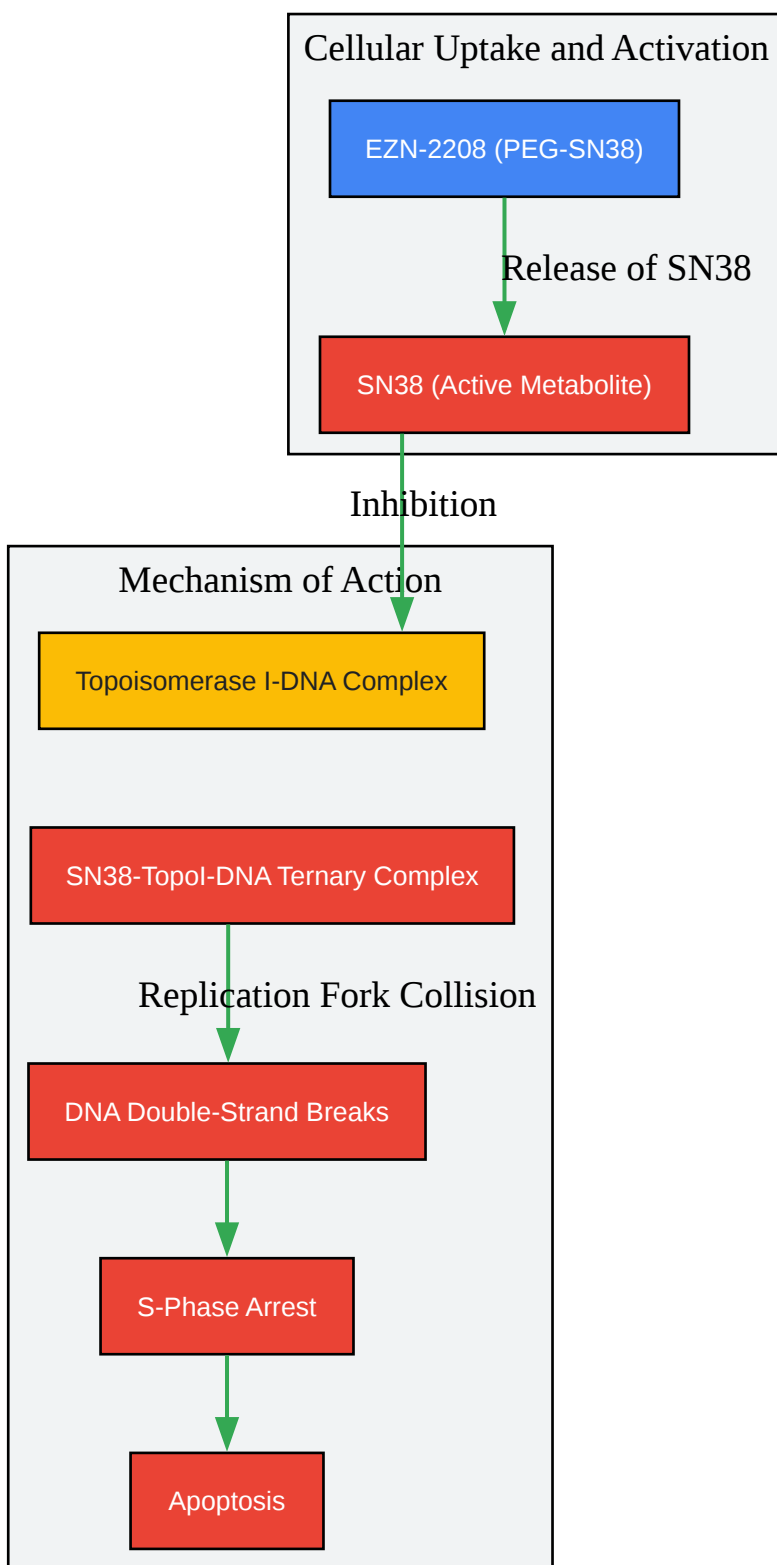 Cellular Uptake and Activation
EZN-2208 (PEG-SN38)
Release of SN38
SN38 (Active Metabolite)
Inhibition
Mechanism of Action
Topoisomerase I-DNA Complex
SN38-TopoI-DNA Ternary Complex
Replication Fork Collision
DNA Double-Strand Breaks
S-Phase Arrest
Apoptosis